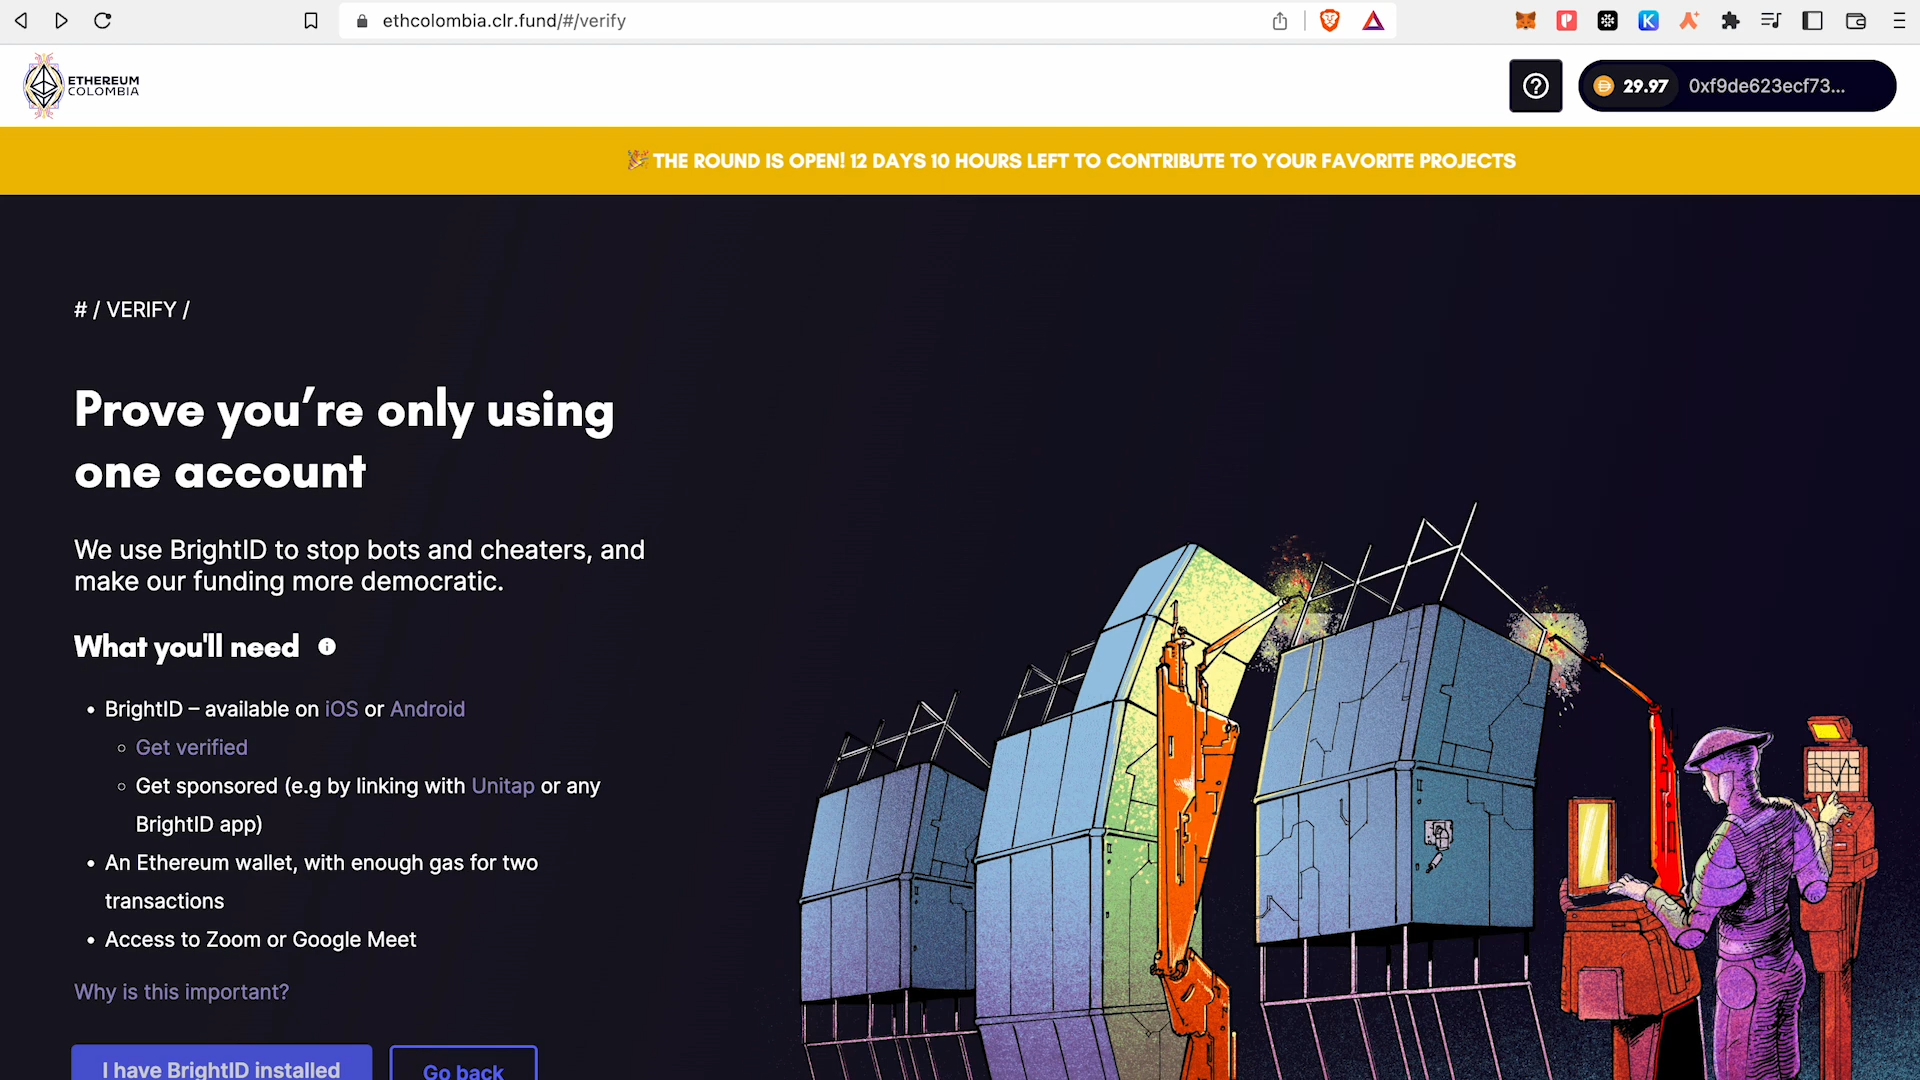 ethcolombia.clr.fund/#/verify
ETHEREUM
COLOMBIA
29.97 0xf9de623ecf73...
🎉 THE ROUND IS OPEN! 12 DAYS 10 HOURS LEFT TO CONTRIBUTE TO YOUR FAVORITE PROJECTS
# / VERIFY /
Prove you’re only using
one account
We use BrightID to stop bots and cheaters, and
make our funding more democratic.
What you'll need
• BrightID – available on iOS or Android
◦ Get verified
◦ Get sponsored (e.g by linking with Unitap or any
BrightID app)
• An Ethereum wallet, with enough gas for two
transactions
• Access to Zoom or Google Meet
Why is this important?
I have BrightID installed
Go back